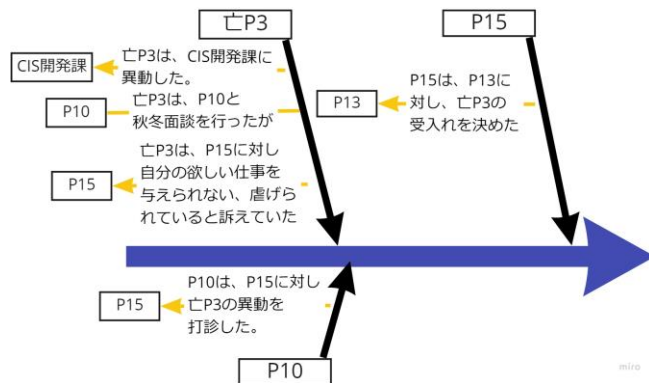 亡P3
P15
CIS開発課
亡P3は、CIS開発課に
異動した。
P10
亡P3は、P10と
秋冬面談を行ったが
P13
P15は、P13に
対し、亡P3の
受入れを決めた
P15
亡P3は、P15に対し
自分の欲しい仕事を
与えられない、虐げら
れていると訴えていた
P15
P10は、P15に対し
亡P3の異動を
打診した。
P10
miro